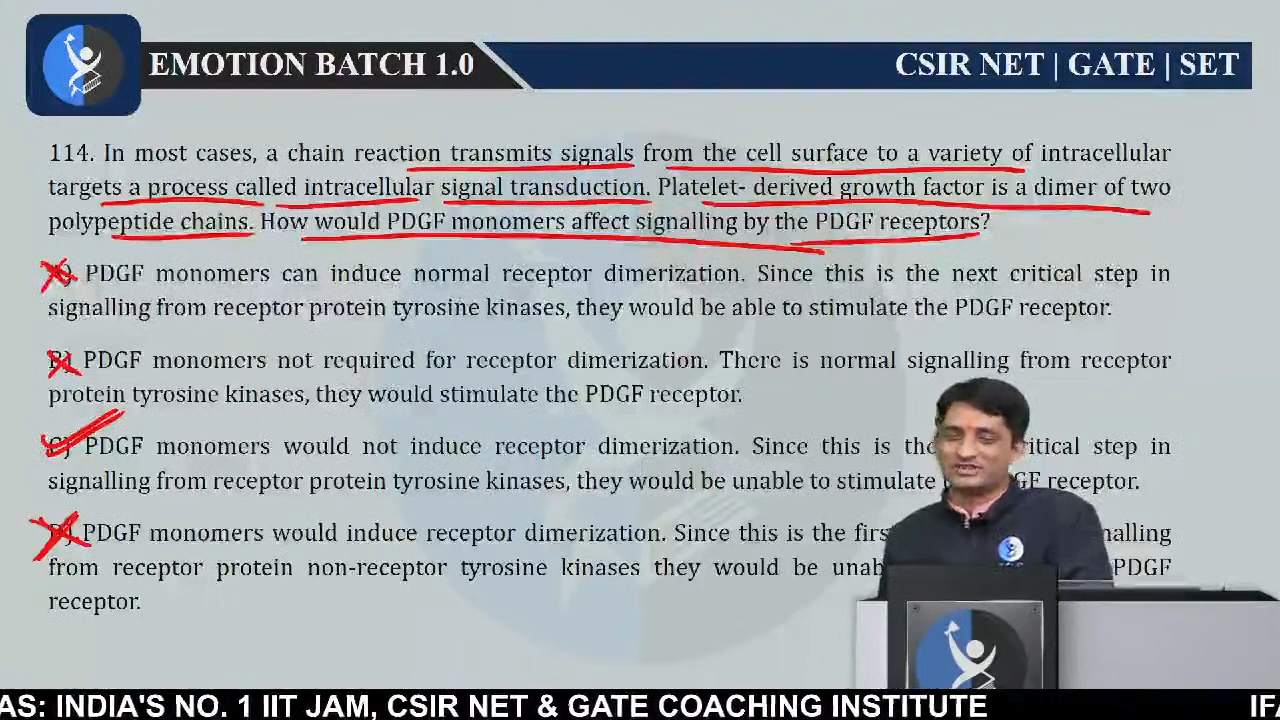 EMOTION BATCH 1.0
CSIR NET | GATE | SET
114. In most cases, a chain reaction transmits signals from the cell surface to a variety of intracellular
targets a process called intracellular signal transduction. Platelet- derived growth factor is a dimer of two
polypeptide chains. How would PDGF monomers affect signalling by the PDGF receptors?
PDGF monomers can induce normal receptor dimerization. Since this is the next critical step in
signalling from receptor protein tyrosine kinases, they would be able to stimulate the PDGF receptor.
B) PDGF monomers not required for receptor dimerization. There is normal signalling from receptor
protein tyrosine kinases, they would stimulate the PDGF receptor.
C) PDGF monomers would not induce receptor dimerization. Since this is the critical step in
signalling from receptor protein tyrosine kinases, they would be unable to stimulate PDGF receptor.
D) PDGF monomers would induce receptor dimerization. Since this is the signalling
from receptor protein non-receptor tyrosine kinases they would be PDGF
receptor.
AS: INDIA'S NO. 1 IIT JAM, CSIR NET & GATE COACHING INSTITUTE